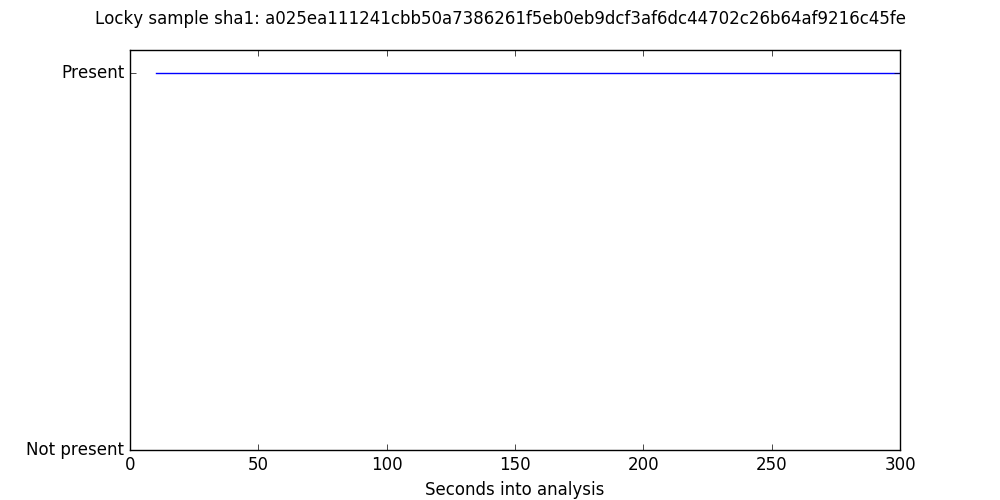 Locky sample sha1: a025ea111241cbb50a7386261f5eb0eb9dcf3af6dc44702c26b64af9216c45fe
Present
Not present
0 50 100 150 200 250 300
Seconds into analysis